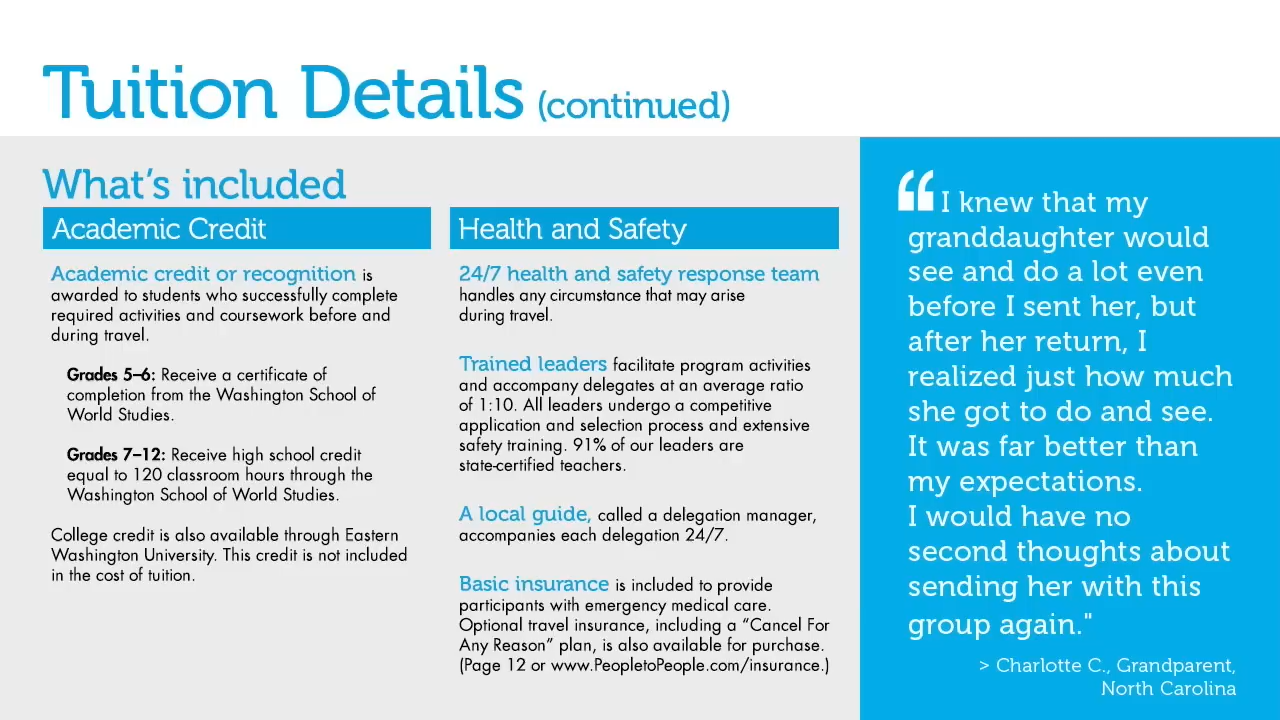 Tuition Details (continued)
What's included
Academic Credit
Academic credit or recognition is
awarded to students who successfully complete
required activities and coursework before and
during travel.
Grades 5–6: Receive a certificate of
completion from the Washington School of
World Studies.
Grades 7–12: Receive high school credit
equal to 120 classroom hours through the
Washington School of World Studies.
College credit is also available through Eastern
Washington University. This credit is not included
in the cost of tuition.
Health and Safety
24/7 health and safety response team
handles any circumstance that may arise
during travel.
Trained leaders facilitate program activities
and accompany delegates at an average ratio
of 1:10. All leaders undergo a competitive
application and selection process and extensive
safety training. 91% of our leaders are
state-certified teachers.
A local guide, called a delegation manager,
accompanies each delegation 24/7.
Basic insurance is included to provide
participants with emergency medical care.
Optional travel insurance, including a “Cancel For
Any Reason” plan, is also available for purchase.
(Page 12 or www.PeopletoPeople.com/insurance.)
“I knew that my
granddaughter would
see and do a lot even
before I sent her, but
after her return, I
realized just how much
she got to do and see.
It was far better than
my expectations.
I would have no
second thoughts about
sending her with this
group again."
> Charlotte C., Grandparent,
North Carolina